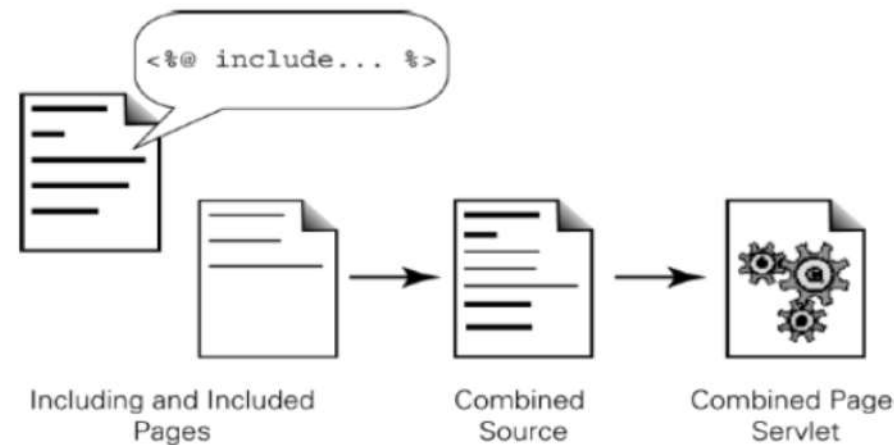 <%@ include... %>
Including and Included
Pages
Combined
Source
Combined Page
Servlet